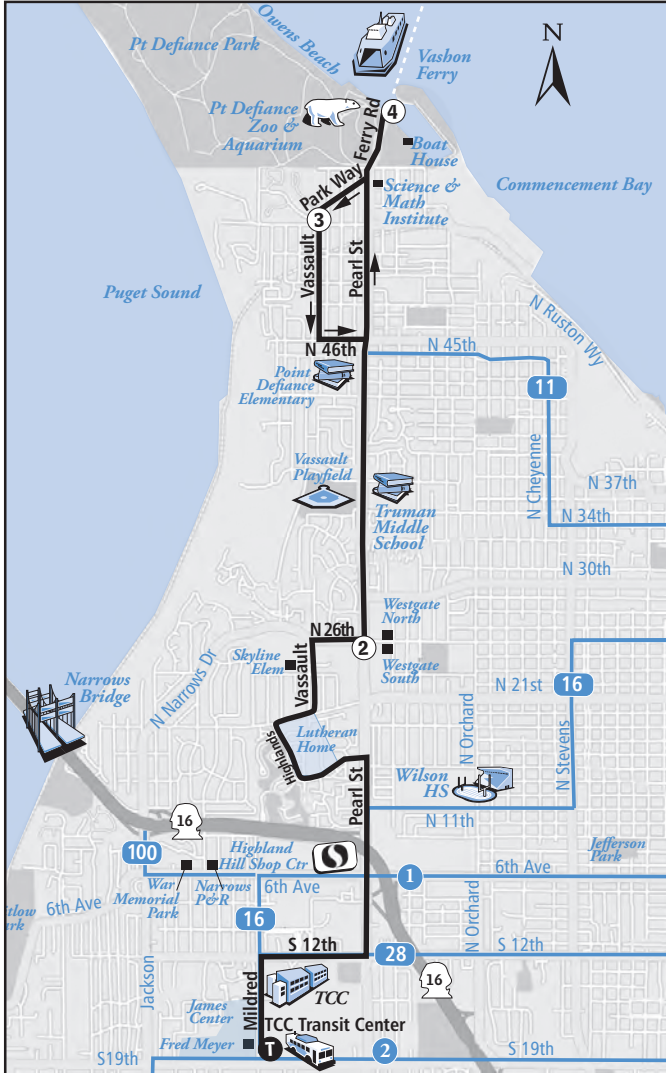 Pt Defiance Park
Owens Beach
Vashon
Ferry
N
Pt Defiance
Zoo &
Aquarium
Ferry Rd
4
Boat
House
Park Way
Science &
Math
Institute
Commencement Bay
3
Vassault
Pearl St
Puget Sound
N Ruston Wy
N 46th
N 45th
Point
Defiance
Elementary
11
N Cheyenne
Vassault
Playfield
N 37th
Truman
Middle
School
N 34th
N 30th
N 26th
2
Westgate
North
Westgate
South
Skyline
Elem
Vassault
N Narrows Dr
Narrows
Bridge
N 21st
16
N Orchard
N Stevens
Lutheran
Home
Highlands
Pearl St
Wilson
HS
N 11th
16
100
Highland
Hill Shop Ctr
Jefferson
Park
War
Memorial
Park
Narrows
P&R
6th Ave
1
6th Ave
6th Ave
16
N Orchard
S 12th
28
S 12th
16
Jackson
Mildred
TCC
James
Center
TCC Transit Center
Fred Meyer
T
S19th
2
S 19th